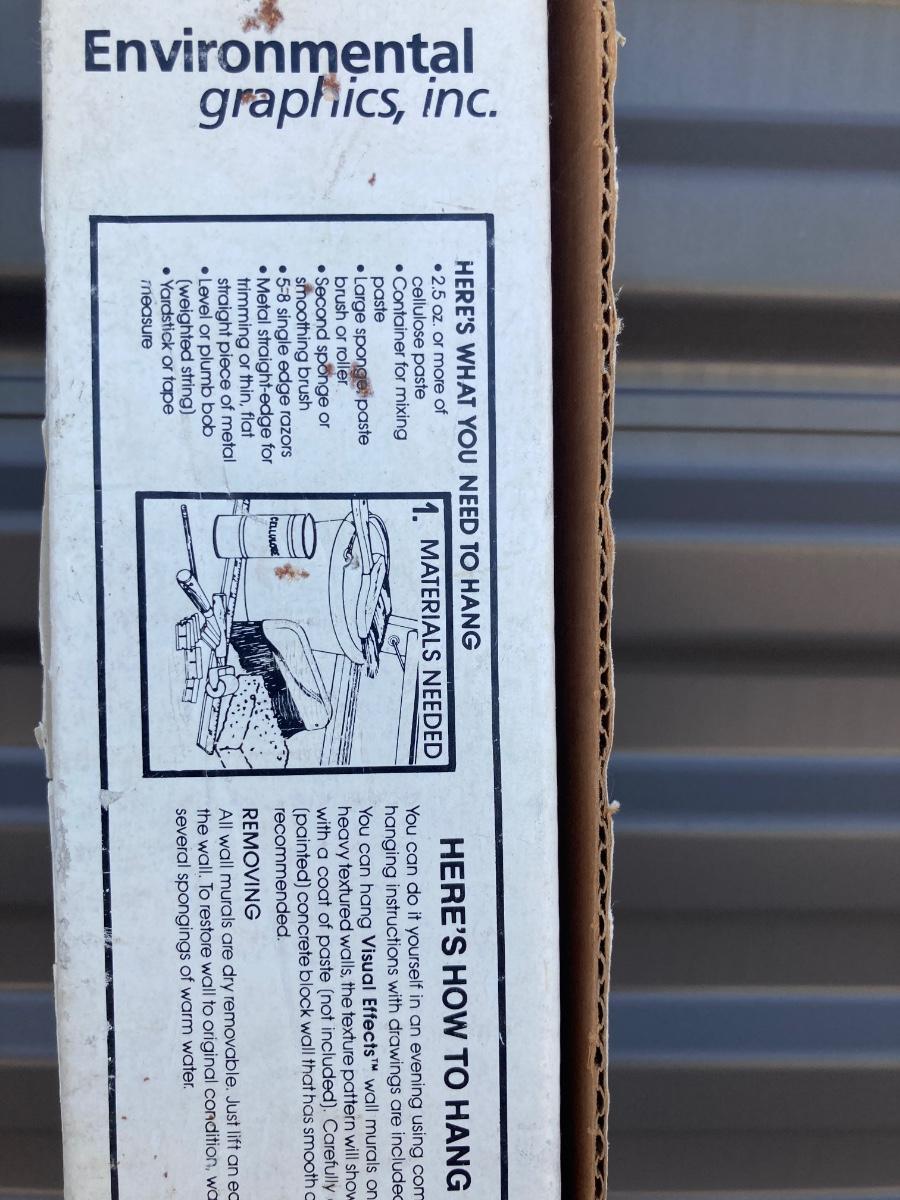 Environmental
graphics, inc.
HERE'S WHAT YOU NEED TO HANG
• 2.5 oz. or more of
cellulose paste
• Container for mixing
paste
• Large sponge, paste
brush or roller
• Second sponge or
smoothing brush
• 5-8 single edge razors
• Metal straight-edge for
trimming or thin, flat
straight piece of metal
• Level or plumb bob
(weighted string)
• Yardstick or tape
measure
1. MATERIALS NEEDED
CELLULOSE
HERE'S HOW TO HANG
You can do it yourself in an evening using com
hanging instructions with drawings are included
You can hang Visual Effects™ wall murals on
heavy textured walls, the texture pattern will show
with a coat of paste (not included). Carefully
(painted) concrete block wall that has smooth
recommended.
REMOVING
All wall murals are dry removable. Just lift an
the wall. To restore wall to original condition, wa
several spongings of warm water.